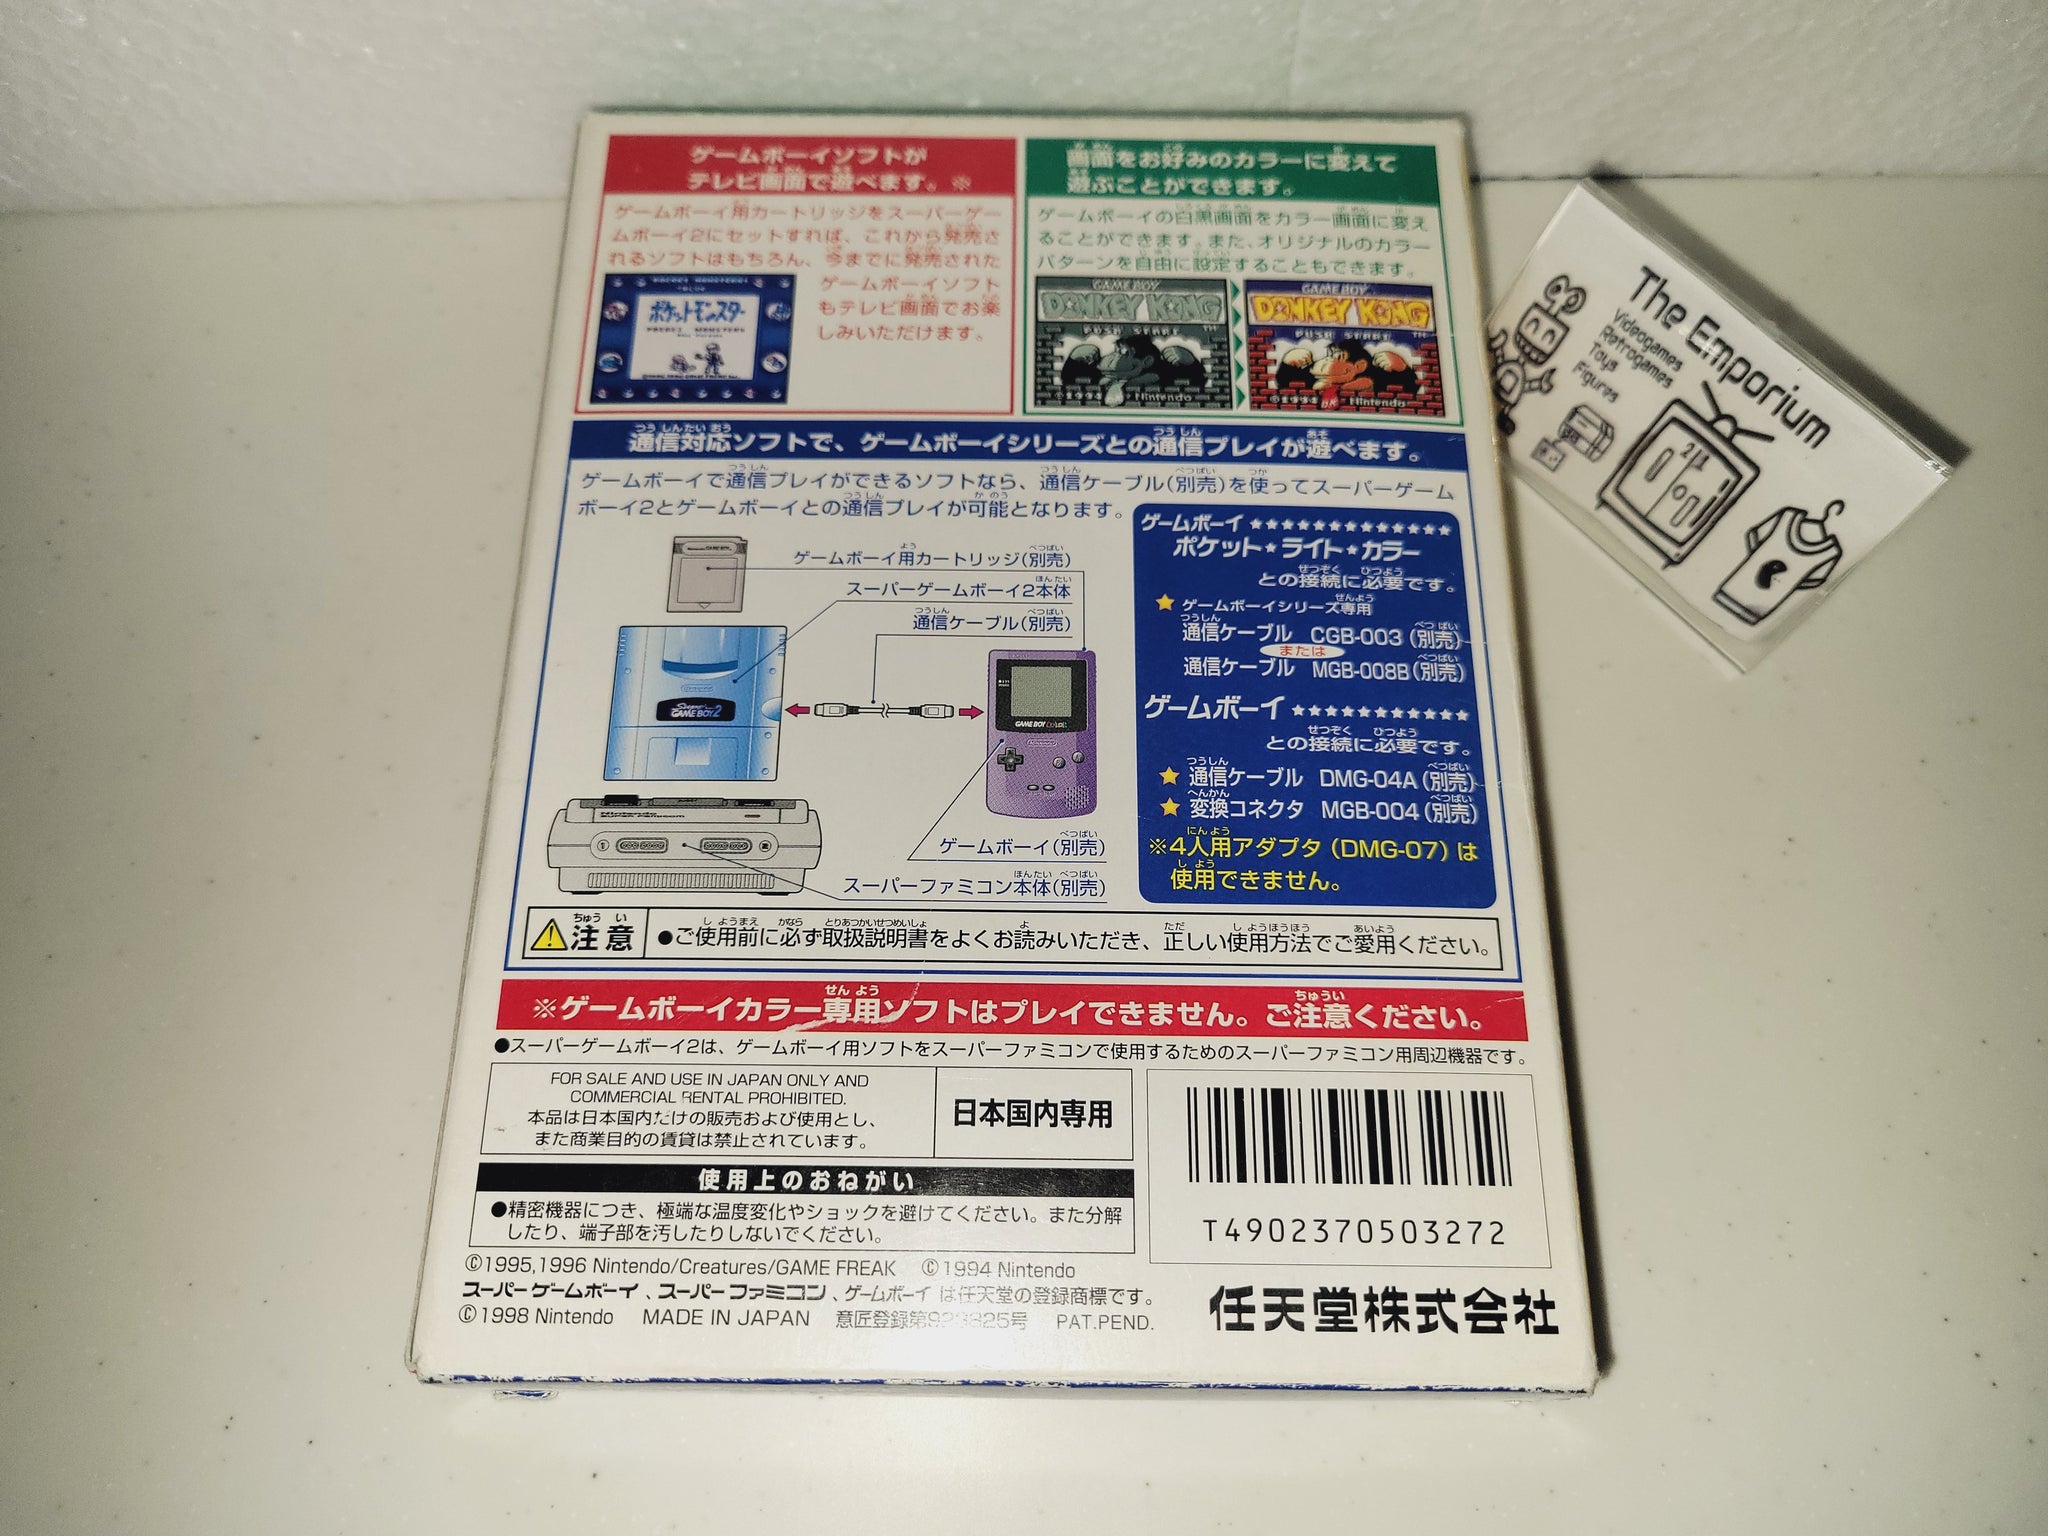 ゲームボーイソフトが
テレビ画面で遊べます。※
ゲームボーイ用カートリッジをスーパーゲー
ムボーイ2にセットすれば、これから発売さ
れるソフトはもちろん、今までに発売された
ゲームボーイソフト
もテレビ画面でお楽
しみいただけます。
ポケットモンスター
画面をお好みのカラーに変えて
遊ぶことができます。
ゲームボーイの白黒画面をカラー画面に変え
ることができます。また、オリジナルのカラー
パターンを自由に設定することもできます。
GAME BOY
DONKEY KONG
PUSH START
©1994 Nintendo
GAME BOY
DONKEY KONG
PUSH START
©1994 Nintendo
通信対応ソフトで、ゲームボーイシリーズとの通信プレイが遊べます。
ゲームボーイで通信プレイができるソフトなら、通信ケーブル(別売)を使ってスーパーゲーム
ボーイ2とゲームボーイとの通信プレイが可能となります。
ゲームボーイ用カートリッジ(別売)
スーパーゲームボーイ2本体
通信ケーブル(別売)
Nintendo
Super GAME BOY 2
GAME BOY COLOR
Nintendo
SUPER FAMICOM
ゲームボーイ(別売)
スーパーファミコン本体(別売)
ゲームボーイ ★★★★★★★★★★★★★
ポケット★ライト★カラー
との接続に必要です。
★ ゲームボーイシリーズ専用
通信ケーブル CGB-003(別売)
または
通信ケーブル MGB-008B(別売)
ゲームボーイ ★★★★★★★★★★★
との接続に必要です。
★ 通信ケーブル DMG-04A(別売)
★ 変換コネクタ MGB-004(別売)
※4人用アダプタ(DMG-07)は
使用できません。
注意
●ご使用前に必ず取扱説明書をよくお読みいただき、正しい使用方法でご愛用ください。
※ゲームボーイカラー専用ソフトはプレイできません。ご注意ください。
●スーパーゲームボーイ2は、ゲームボーイ用ソフトをスーパーファミコンで使用するためのスーパーファミコン用周辺機器です。
FOR SALE AND USE IN JAPAN ONLY AND
COMMERCIAL RENTAL PROHIBITED.
本品は日本国内だけの販売および使用とし、
また商業目的の賃貸は禁止されています。
日本国内専用
使用上のおねがい
●精密機器につき、極端な温度変化やショックを避けてください。また分解
したり、端子部を汚したりしないでください。
T4902370503272
©1995,1996 Nintendo/Creatures/GAME FREAK ©1994 Nintendo
スーパーゲームボーイ、スーパーファミコン、ゲームボーイ は任天堂の登録商標です。
©1998 Nintendo MADE IN JAPAN 意匠登録第 号 PAT.PEND.
任天堂株式会社
The Emporium
Videogames
Retrogames
Toys
Figures